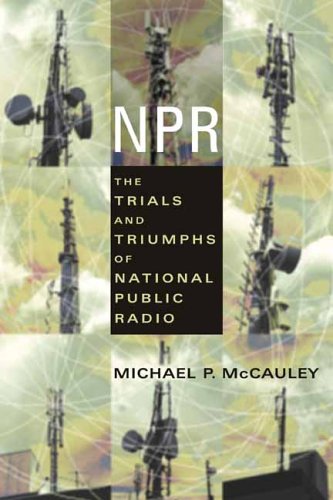 NPR
THE
TRIALS
AND
TRIUMPHS
OF
NATIONAL
PUBLIC
RADIO
MICHAEL P. McCAULEY